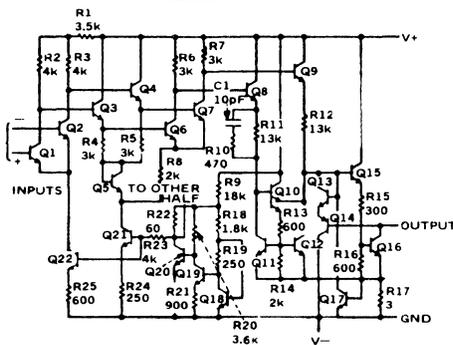 R1
3.5k
R2
4k
R3
4k
Q4
R6
3k
R7
3k
V+
Q9
C1
10pF
Q8
Q3
Q7
R12
13k
Q2
R4
3k
R5
3k
Q6
R11
13k
Q1
R10
470
R8
2k
Q13
Q15
INPUTS
Q5
TO OTHER
HALF
R9
18k
Q10
R15
300
Q14
R22
60
R18
1.8k
R13
600
OUTPUT
Q21
R23
4k
R19
250
Q12
R16
600
Q16
Q22
Q20
Q19
Q11
R25
600
R24
250
R21
900
Q18
R14
2k
Q17
R17
3
R20
3.6k
V−
GND
+
−